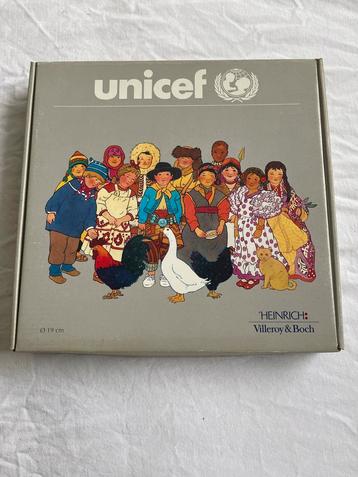 unicef
Ø 19 cm
HEINRICH:
Villeroy & Boch